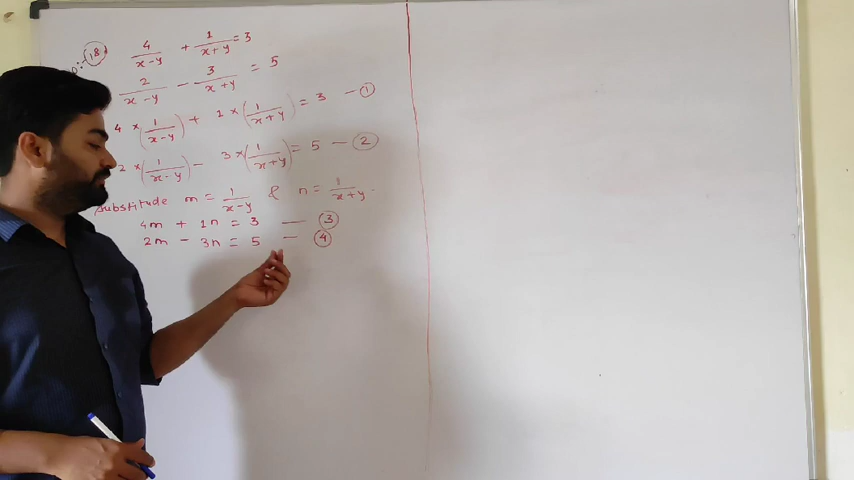 18
4/(x-y) + 1/(x+y) = 3
2/(x-y) - 3/(x+y) = 5
4 × (1/(x-y)) + 1 × (1/(x+y)) = 3 - ①
2 × (1/(x-y)) - 3 × (1/(x+y)) = 5 - ②
substitude m = 1/(x-y) & n = 1/(x+y).
4m + 1n = 3 — ③
2m - 3n = 5 - ④